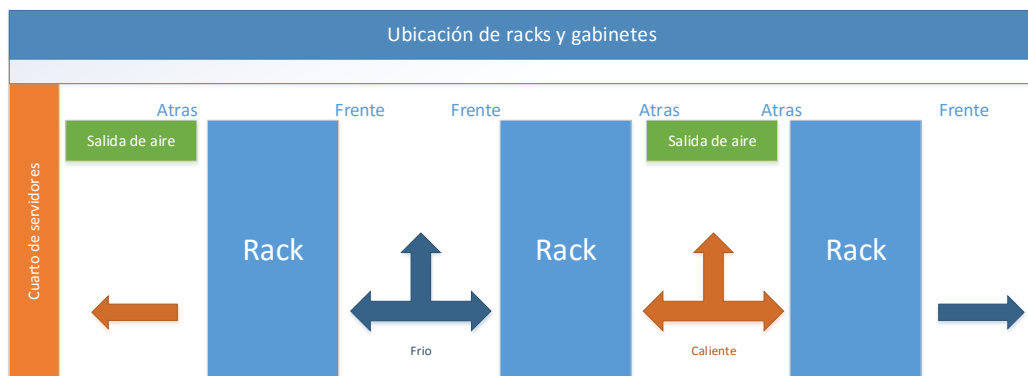 Ubicación de racks y gabinetes
Atras
Frente
Frente
Atras
Atras
Frente
Salida de aire
Salida de aire
Cuarto de servidores
Rack
Rack
Rack
Frio
Caliente